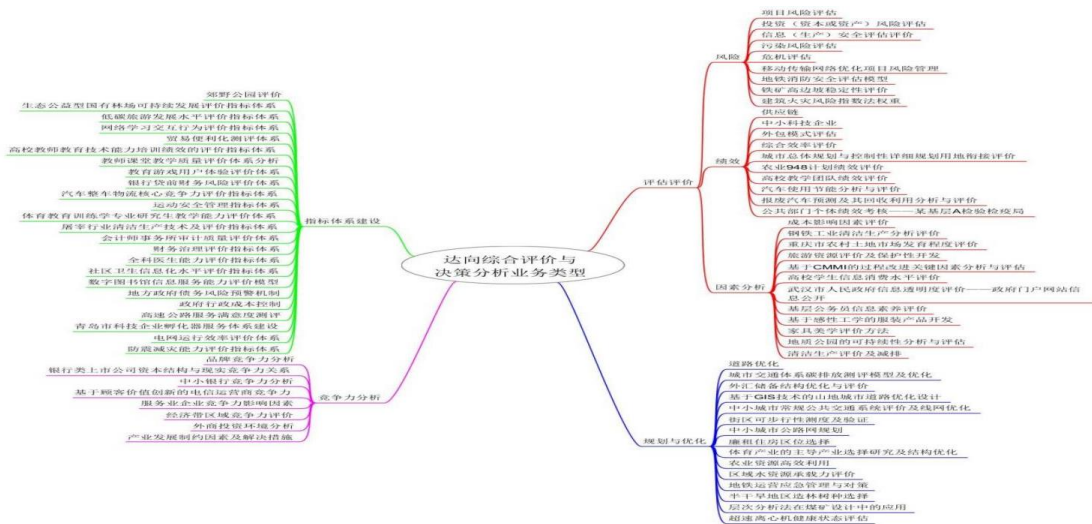 达向综合评价与
决策分析业务类型
评估评价
风险
项目风险评估
投资（资本或资产）风险评估
信息（生产）安全评估评价
污染风险评估
危机评估
移动传输网络优化项目风险管理
地铁消防安全评估模型
铁矿高边坡稳定性评价
建筑火灾风险指数法权重
绩效
供应链
中小科技企业
外包模式评估
综合效率评价
城市总体规划与控制性详细规划用地衔接评价
农业948计划绩效评价
高校教学团队绩效评价
汽车使用节能分析与评价
报废汽车预测及其回收利用分析与评价
公共部门个体绩效考核——某基层A检验检疫局
因素分析
成本影响因素评价
钢铁工业清洁生产分析评价
重庆市农村土地市场发育程度评价
旅游资源评价及保护性开发
基于CMMI的过程改进关键因素分析与评估
高校学生信息消费水平评价
武汉市人民政府信息透明度评价——政府门户网站信
息公开
基层公务员信息素养评价
基于感性工学的服装产品开发
家具美学评价方法
地质公园的可持续性分析与评估
清洁生产评价及减排
规划与优化
道路优化
城市交通体系碳排放测评模型及优化
外汇储备结构优化与评价
基于GIS技术的山地城市道路优化设计
中小城市常规公共交通系统评价及线网优化
街区可步行性测度及验证
中小城市公路网规划
廉租住房区位选择
体育产业的主导产业选择研究及结构优化
农业资源高效利用
区域水资源承载力评价
地铁运营应急管理与对策
半干旱地区造林树种选择
层次分析法在煤矿设计中的应用
超速离心机健康状态评估
指标体系建设
郊野公园评价
生态公益型国有林场可持续发展评价指标体系
低碳旅游发展水平评价指标体系
网络学习交互行为评价指标体系
贸易便利化测评体系
高校教师教育技术能力培训绩效的评价指标体系
教师课堂教学质量评价体系分析
教育游戏用户体验评价体系
银行贷前财务风险评价体系
汽车整车物流核心竞争力评价指标体系
运动安全管理指标体系
体育教育训练学专业研究生教学能力评价体系
屠宰行业清洁生产技术及评价指标体系
会计师事务所审计质量评价体系
财务治理评价指标体系
全科医生能力评价指标体系
社区卫生信息化水平评价指标体系
数字图书馆信息服务能力评价模型
地方政府债务风险预警机制
政府行政成本控制
高速公路服务满意度测评
青岛市科技企业孵化器服务体系建设
电网运行效率评价体系
防震减灾能力评价指标体系
竞争力分析
品牌竞争力分析
银行类上市公司资本结构与现实竞争力关系
中小银行竞争力分析
基于顾客价值创新的电信运营商竞争力
服务业企业竞争力影响因素
经济带区域竞争力评价
外商投资环境分析
产业发展制约因素及解决措施